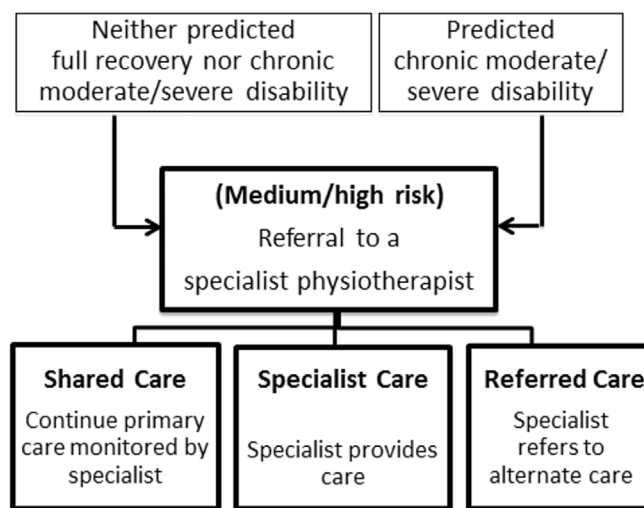 Neither predicted
full recovery nor chronic
moderate/severe disability
Predicted
chronic moderate/
severe disability
(Medium/high risk)
Referral to a
specialist physiotherapist
Shared Care
Continue primary
care monitored by
specialist
Specialist Care
Specialist provides
care
Referred Care
Specialist
refers to
alternate care